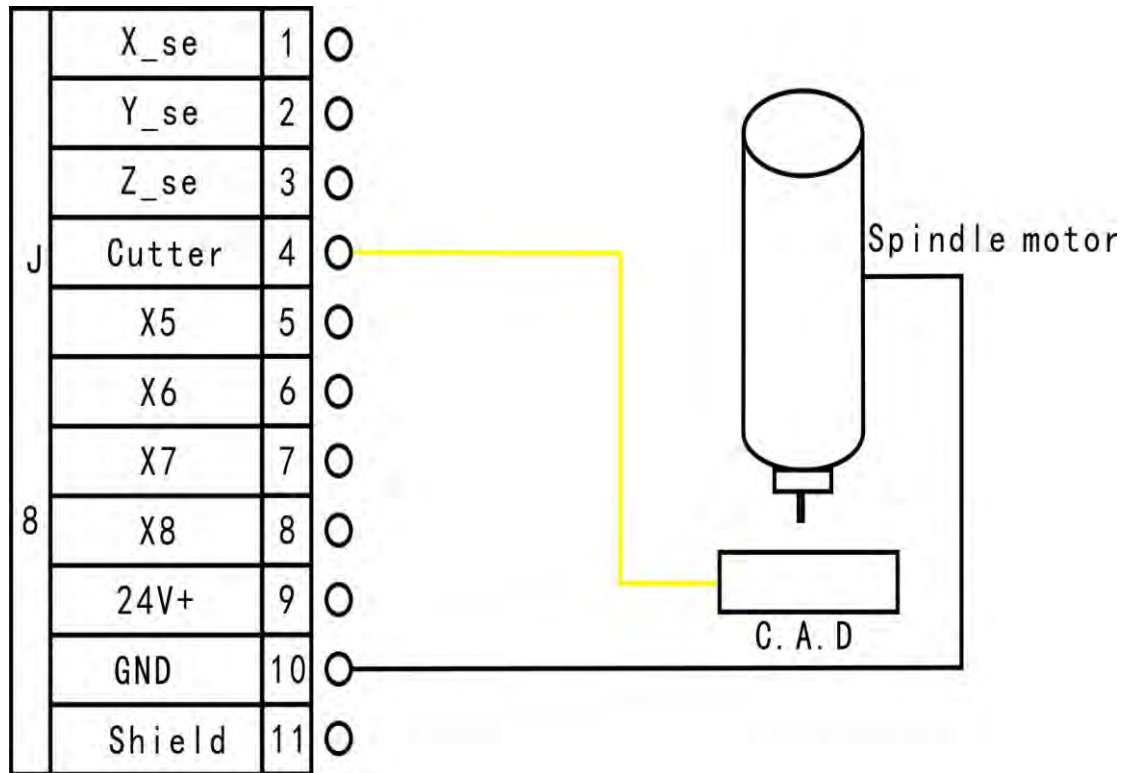 X_se 1
Y_se 2
Z_se 3
J
Cutter 4
X5 5
X6 6
X7 7
8
X8 8
24V+ 9
GND 10
Shield 11
Spindle motor
C.A.D